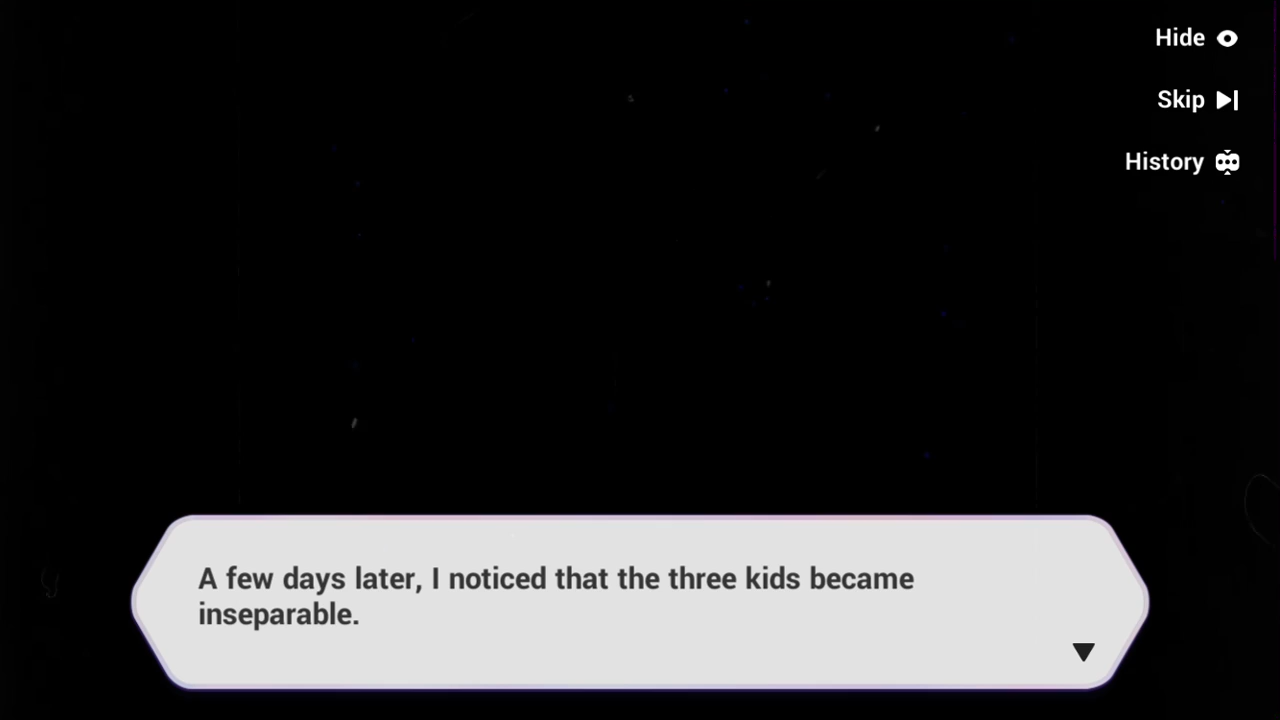 Hide
Skip
History
A few days later, I noticed that the three kids became
inseparable.